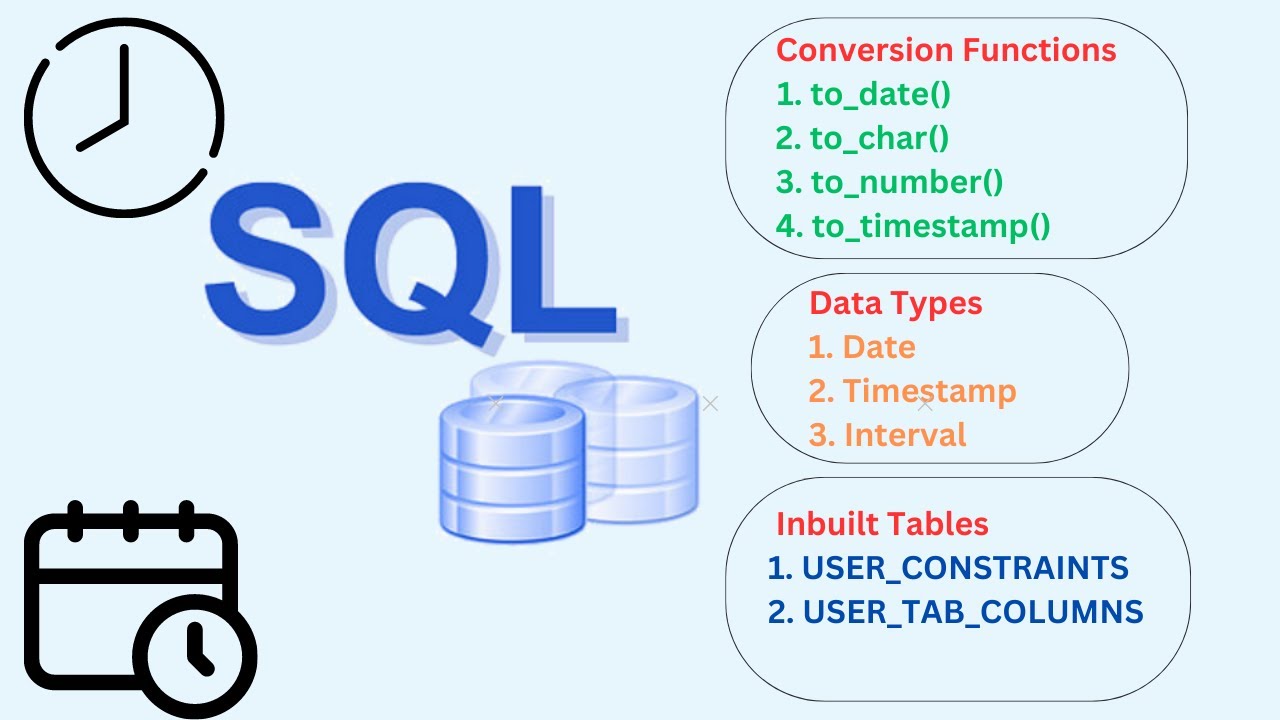 SQL
Conversion Functions
1. to_date()
2. to_char()
3. to_number()
4. to_timestamp()
Data Types
1. Date
2. Timestamp
3. Interval
Inbuilt Tables
1. USER_CONSTRAINTS
2. USER_TAB_COLUMNS